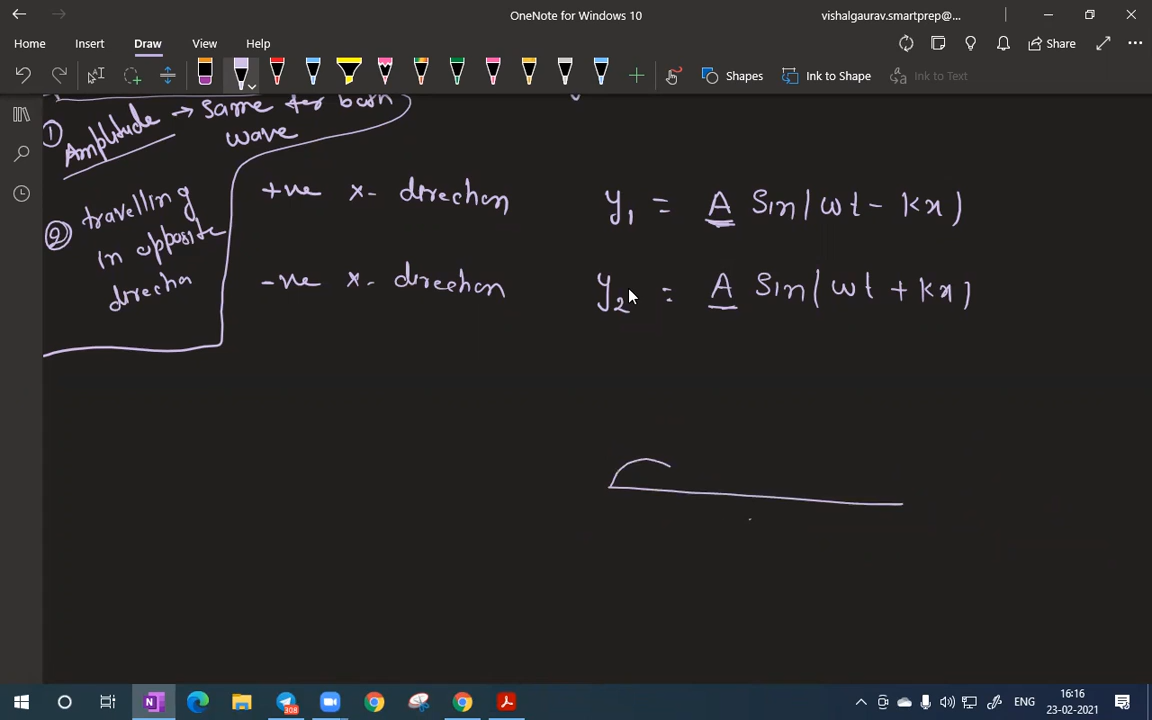 OneNote for Windows 10
vishalgaurav.smartprep@...
Home Insert Draw View Help
Share
Shapes Ink to Shape Ink to Text
① Amplitude → same for both
wave
② travelling
in opposite
direction
+ve x- direction y₁ = A Sin(ωt - kx)
-ve x- direction y₂ = A Sin(ωt + kx)
308
ENG
16:16
23-02-2021